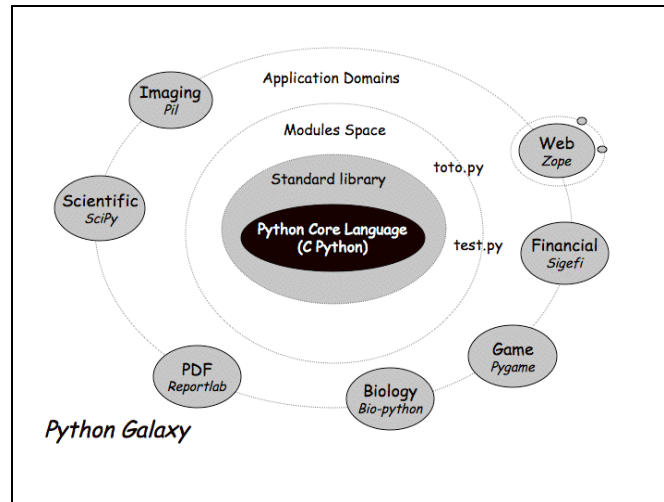 Application Domains
Imaging
Pil
Modules Space
Web
Zope
toto.py
Standard library
Scientific
SciPy
Python Core Language
(C Python)
test.py
Financial
Sigefi
Game
Pygame
PDF
Reportlab
Biology
Bio-python
Python Galaxy